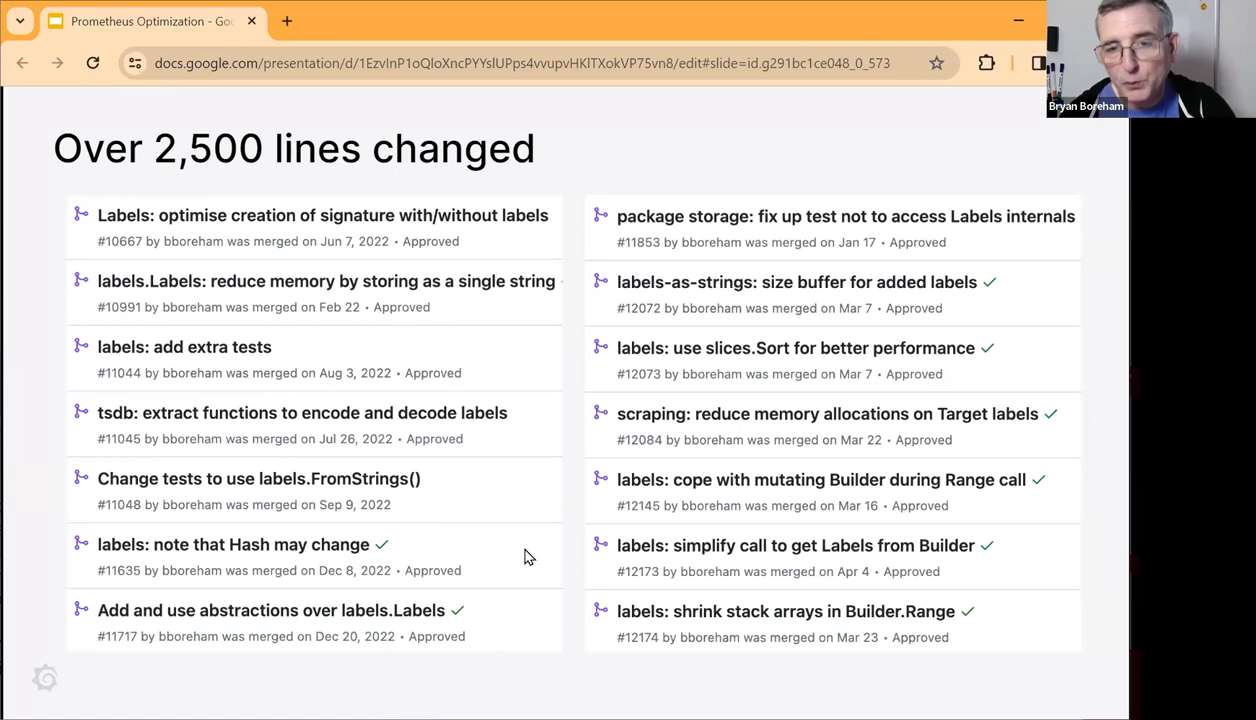 Prometheus Optimization - Goo
docs.google.com/presentation/d/1EzvInP1oQIoXncPYYsIUPps4vvupvHKITXokVP75vn8/edit#slide=id.g291bc1ce048_0_573
Bryan Boreham
Over 2,500 lines changed
Labels: optimise creation of signature with/without labels
#10667 by bboreham was merged on Jun 7, 2022 • Approved
labels.Labels: reduce memory by storing as a single string
#10991 by bboreham was merged on Feb 22 • Approved
labels: add extra tests
#11044 by bboreham was merged on Aug 3, 2022 • Approved
tsdb: extract functions to encode and decode labels
#11045 by bboreham was merged on Jul 26, 2022 • Approved
Change tests to use labels.FromStrings()
#11048 by bboreham was merged on Sep 9, 2022
labels: note that Hash may change ✓
#11635 by bboreham was merged on Dec 8, 2022 • Approved
Add and use abstractions over labels.Labels ✓
#11717 by bboreham was merged on Dec 20, 2022 • Approved
package storage: fix up test not to access Labels internals
#11853 by bboreham was merged on Jan 17 • Approved
labels-as-strings: size buffer for added labels ✓
#12072 by bboreham was merged on Mar 7 • Approved
labels: use slices.Sort for better performance ✓
#12073 by bboreham was merged on Mar 7 • Approved
scraping: reduce memory allocations on Target labels ✓
#12084 by bboreham was merged on Mar 22 • Approved
labels: cope with mutating Builder during Range call ✓
#12145 by bboreham was merged on Mar 16 • Approved
labels: simplify call to get Labels from Builder ✓
#12173 by bboreham was merged on Apr 4 • Approved
labels: shrink stack arrays in Builder.Range ✓
#12174 by bboreham was merged on Mar 23 • Approved